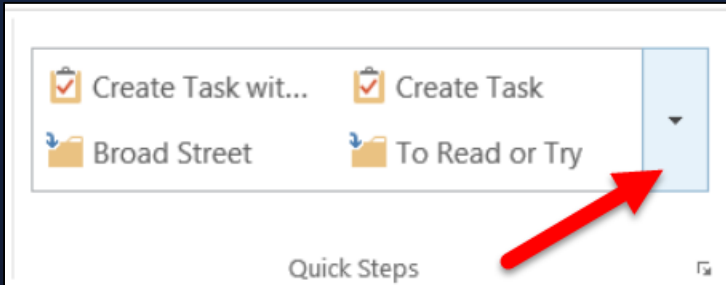 Create Task wit... Create Task
Broad Street To Read or Try
Quick Steps